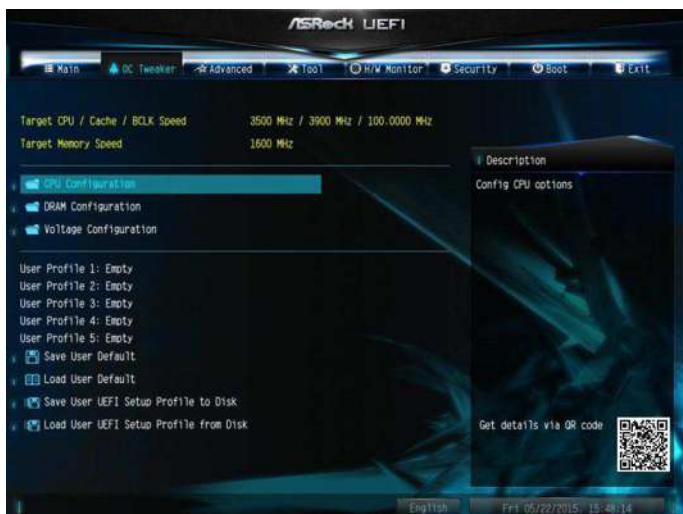 ASRock UEFI
Main OC Tweaker Advanced Tool H/W Monitor Security Boot Exit
Target CPU / Cache / BCLK Speed 3500 MHz / 3900 MHz / 100.0000 MHz
Target Memory Speed 1600 MHz
CPU Configuration
DRAM Configuration
Voltage Configuration
User Profile 1: Empty
User Profile 2: Empty
User Profile 3: Empty
User Profile 4: Empty
User Profile 5: Empty
Save User Default
Load User Default
Save User UEFI Setup Profile to Disk
Load User UEFI Setup Profile from Disk
Description
Config CPU options
Get details via QR code
English Fri 05/22/2015. 15:48:14